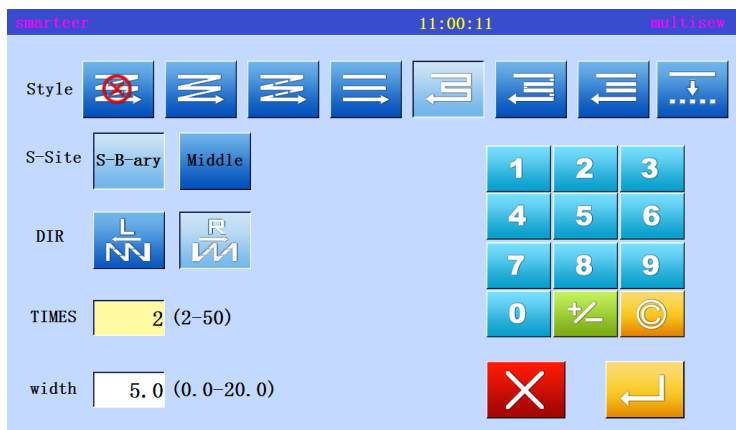 smarteer 11:00:11 multisew
Style
S-Site S-B-ary Middle
DIR L R
1 2 3
4 5 6
7 8 9
0 +/- ©
TIMES 2 (2-50)
width 5.0 (0.0-20.0)